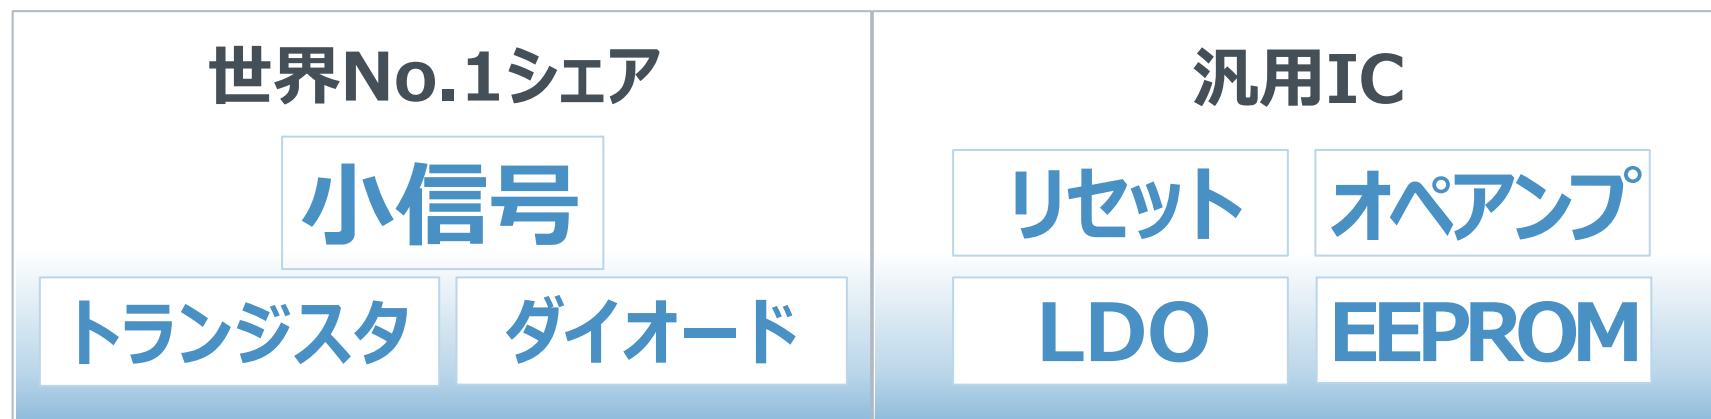 世界No.1シェア
小信号
トランジスタ
ダイオード
汎用IC
リセット
オペアンプ
LDO
EEPROM